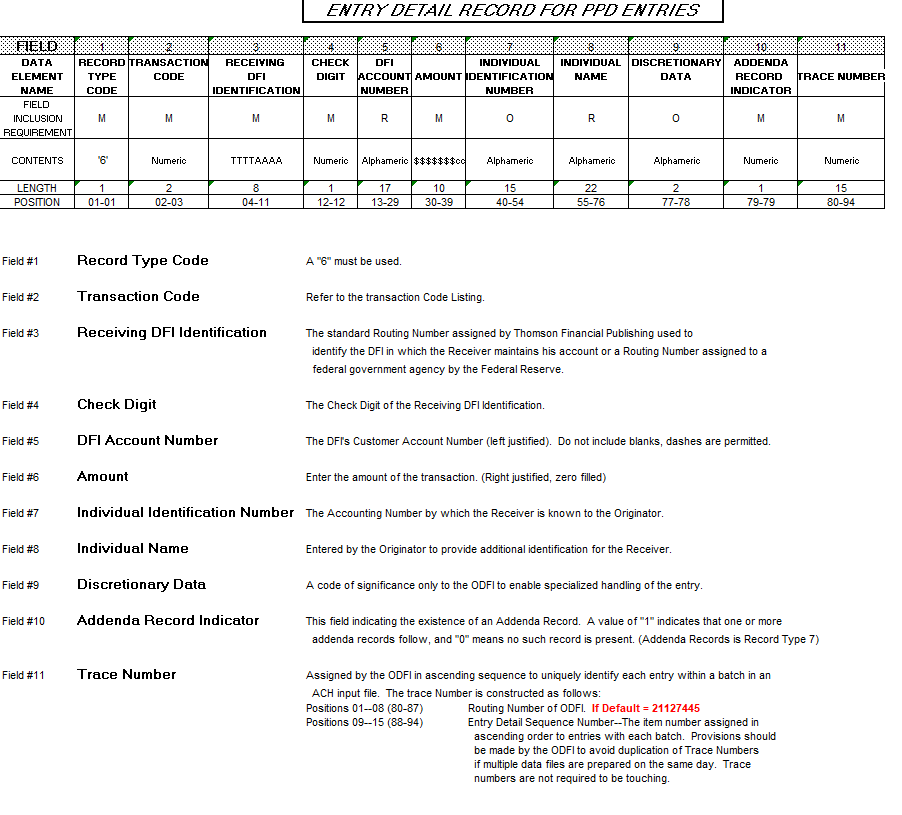 ENTRY DETAIL RECORD FOR PPD ENTRIES
FIELD 1 2 3 4 5 6 7 8 9 10 11
DATA ELEMENT NAME RECORD TYPE CODE TRANSACTION CODE RECEIVING DFI IDENTIFICATION CHECK DIGIT DFI ACCOUNT NUMBER AMOUNT INDIVIDUAL IDENTIFICATION NUMBER INDIVIDUAL NAME DISCRETIONARY DATA ADDENDA RECORD INDICATOR TRACE NUMBER
FIELD INCLUSION REQUIREMENT M M M M R M O R O M M
CONTENTS '6' Numeric TTTTAAAA Numeric Alphameric $$$$$$$$cc Alphameric Alphameric Alphameric Numeric Numeric
LENGTH 1 2 8 1 17 10 15 22 2 1 15
POSITION 01-01 02-03 04-11 12-12 13-29 30-39 40-54 55-76 77-78 79-79 80-94
Field #1 Record Type Code A "6" must be used.
Field #2 Transaction Code Refer to the transaction Code Listing.
Field #3 Receiving DFI Identification The standard Routing Number assigned by Thomson Financial Publishing used to
identify the DFI in which the Receiver maintains his account or a Routing Number assigned to a
federal government agency by the Federal Reserve.
Field #4 Check Digit The Check Digit of the Receiving DFI Identification.
Field #5 DFI Account Number The DFI's Customer Account Number (left justified). Do not include blanks, dashes are permitted.
Field #6 Amount Enter the amount of the transaction. (Right justified, zero filled)
Field #7 Individual Identification Number The Accounting Number by which the Receiver is known to the Originator.
Field #8 Individual Name Entered by the Originator to provide additional identification for the Receiver.
Field #9 Discretionary Data A code of significance only to the ODFI to enable specialized handling of the entry.
Field #10 Addenda Record Indicator This field indicating the existence of an Addenda Record. A value of "1" indicates that one or more
addenda records follow, and "0" means no such record is present. (Addenda Records is Record Type 7)
Field #11 Trace Number Assigned by the ODFI in ascending sequence to uniquely identify each entry within a batch in an
ACH input file. The trace Number is constructed as follows:
Positions 01--08 (80-87) Routing Number of ODFI. If Default = 21127445
Positions 09--15 (88-94) Entry Detail Sequence Number--The item number assigned in
ascending order to entries with each batch. Provisions should
be made by the ODFI to avoid duplication of Trace Numbers
if multiple data files are prepared on the same day. Trace
numbers are not required to be touching.